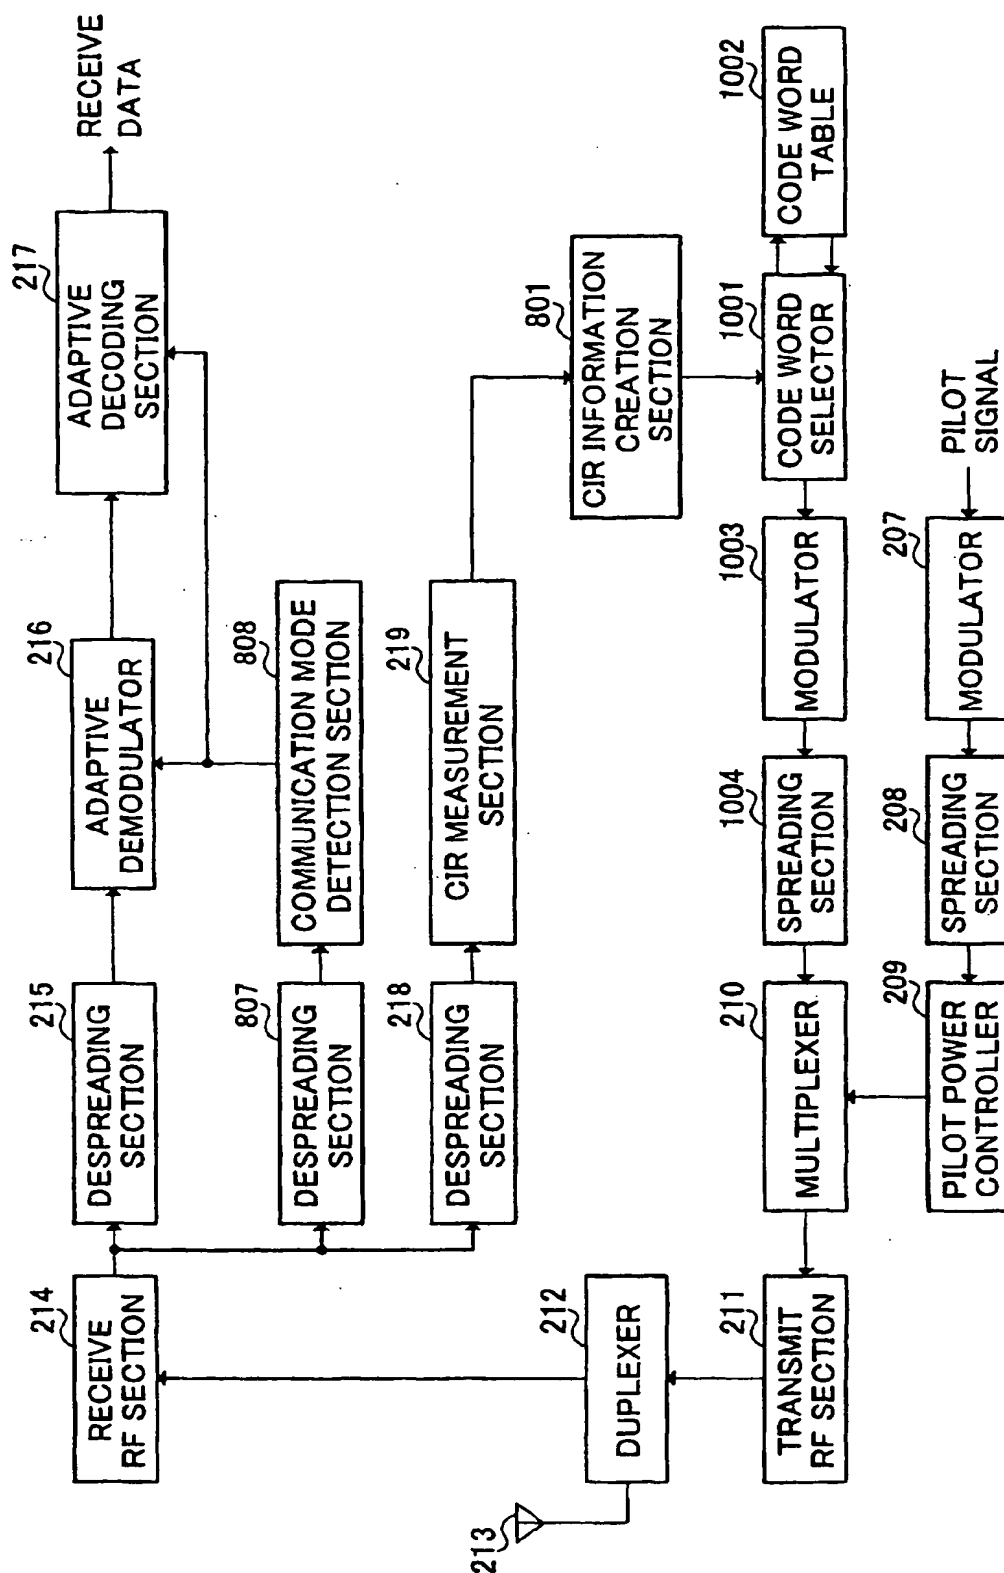 214
RECEIVE
RF SECTION
215
DESPREADING
SECTION
216
ADAPTIVE
DEMODULATOR
217
ADAPTIVE
DECODING
SECTION
RECEIVE
DATA
807
DESPREADING
SECTION
808
COMMUNICATION MODE
DETECTION SECTION
218
DESPREADING
SECTION
219
CIR MEASUREMENT
SECTION
213
212
DUPLEXER
801
CIR INFORMATION
CREATION
SECTION
211
TRANSMIT
RF SECTION
210
MULTIPLEXER
1004
SPREADING
SECTION
1003
MODULATOR
1001
CODE WORD
SELECTOR
1002
CODE WORD
TABLE
209
PILOT POWER
CONTROLLER
208
SPREADING
SECTION
207
MODULATOR
PILOT
SIGNAL